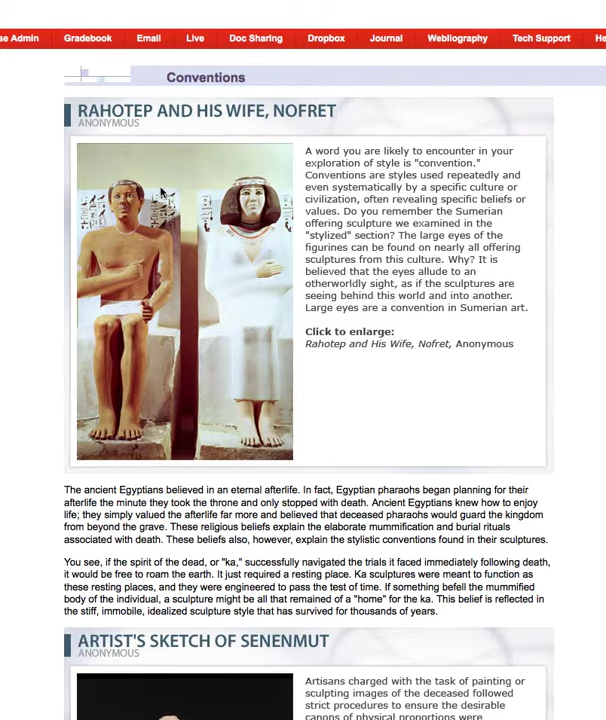 se Admin Gradebook Email Live Doc Sharing Dropbox Journal Webliography Tech Support He
Conventions
RAHOTEP AND HIS WIFE, NOFRET
ANONYMOUS
A word you are likely to encounter in your
exploration of style is "convention."
Conventions are styles used repeatedly and
even systematically by a specific culture or
civilization, often revealing specific beliefs or
values. Do you remember the Sumerian
offering sculpture we examined in the
"stylized" section? The large eyes of the
figurines can be found on nearly all offering
sculptures from this culture. Why? It is
believed that the eyes allude to an
otherworldly sight, as if the sculptures are
seeing behind this world and into another.
Large eyes are a convention in Sumerian art.
Click to enlarge:
Rahotep and His Wife, Nofret, Anonymous
The ancient Egyptians believed in an eternal afterlife. In fact, Egyptian pharaohs began planning for their
afterlife the minute they took the throne and only stopped with death. Ancient Egyptians knew how to enjoy
life; they simply valued the afterlife far more and believed that deceased pharaohs would guard the kingdom
from beyond the grave. These religious beliefs explain the elaborate mummification and burial rituals
associated with death. These beliefs also, however, explain the stylistic conventions found in their sculptures.
You see, if the spirit of the dead, or "ka," successfully navigated the trials it faced immediately following death,
it would be free to roam the earth. It just required a resting place. Ka sculptures were meant to function as
these resting places, and they were engineered to pass the test of time. If something befell the mummified
body of the individual, a sculpture might be all that remained of a "home" for the ka. This belief is reflected in
the stiff, immobile, idealized sculpture style that has survived for thousands of years.
ARTIST'S SKETCH OF SENENMUT
ANONYMOUS
Artisans charged with the task of painting or
sculpting images of the deceased followed
strict procedures to ensure the desirable
canons of physical proportions were